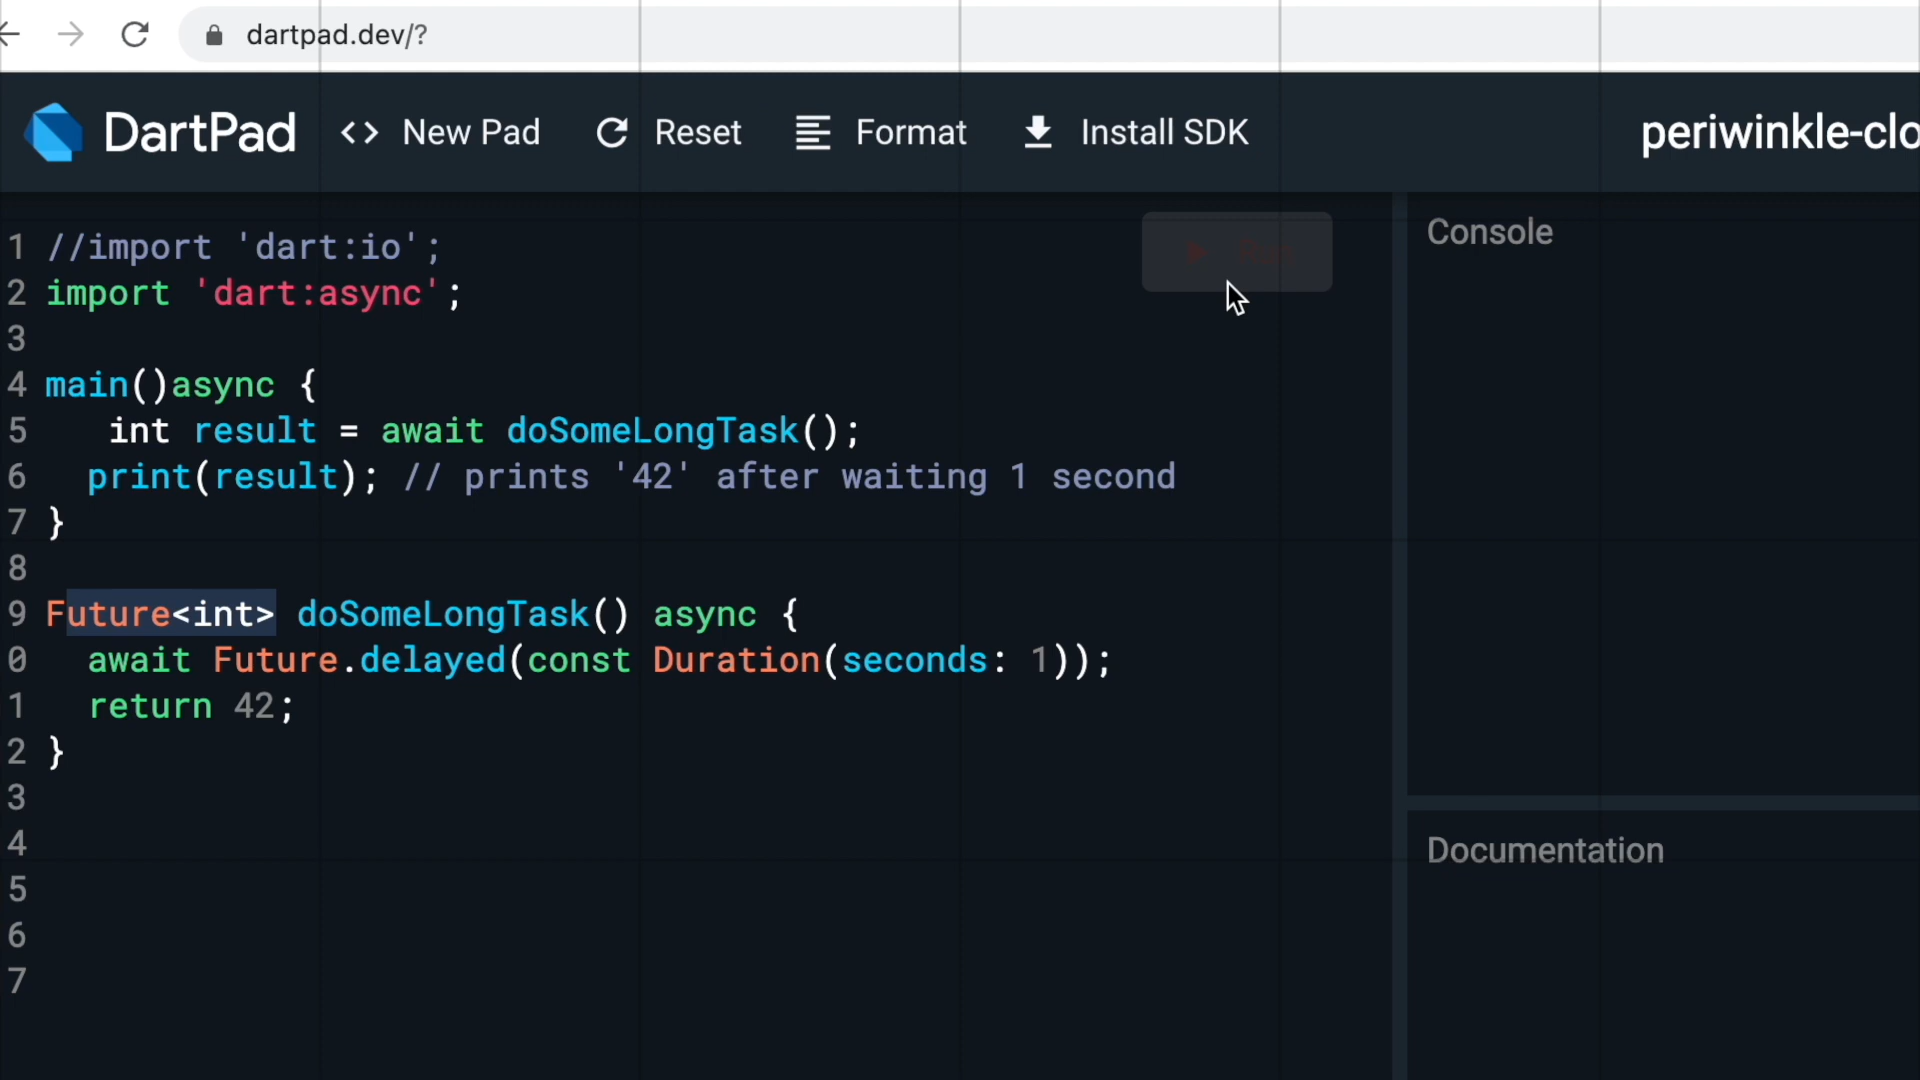 dartpad.dev/?
DartPad <> New Pad Reset Format Install SDK periwinkle-clo
1 //import 'dart:io';
2 import 'dart:async';
3
4 main()async {
5 int result = await doSomeLongTask();
6 print(result); // prints '42' after waiting 1 second
7 }
8
9 Future<int> doSomeLongTask() async {
0 await Future.delayed(const Duration(seconds: 1));
1 return 42;
2 }
3
4
5
6
7
Console
Documentation